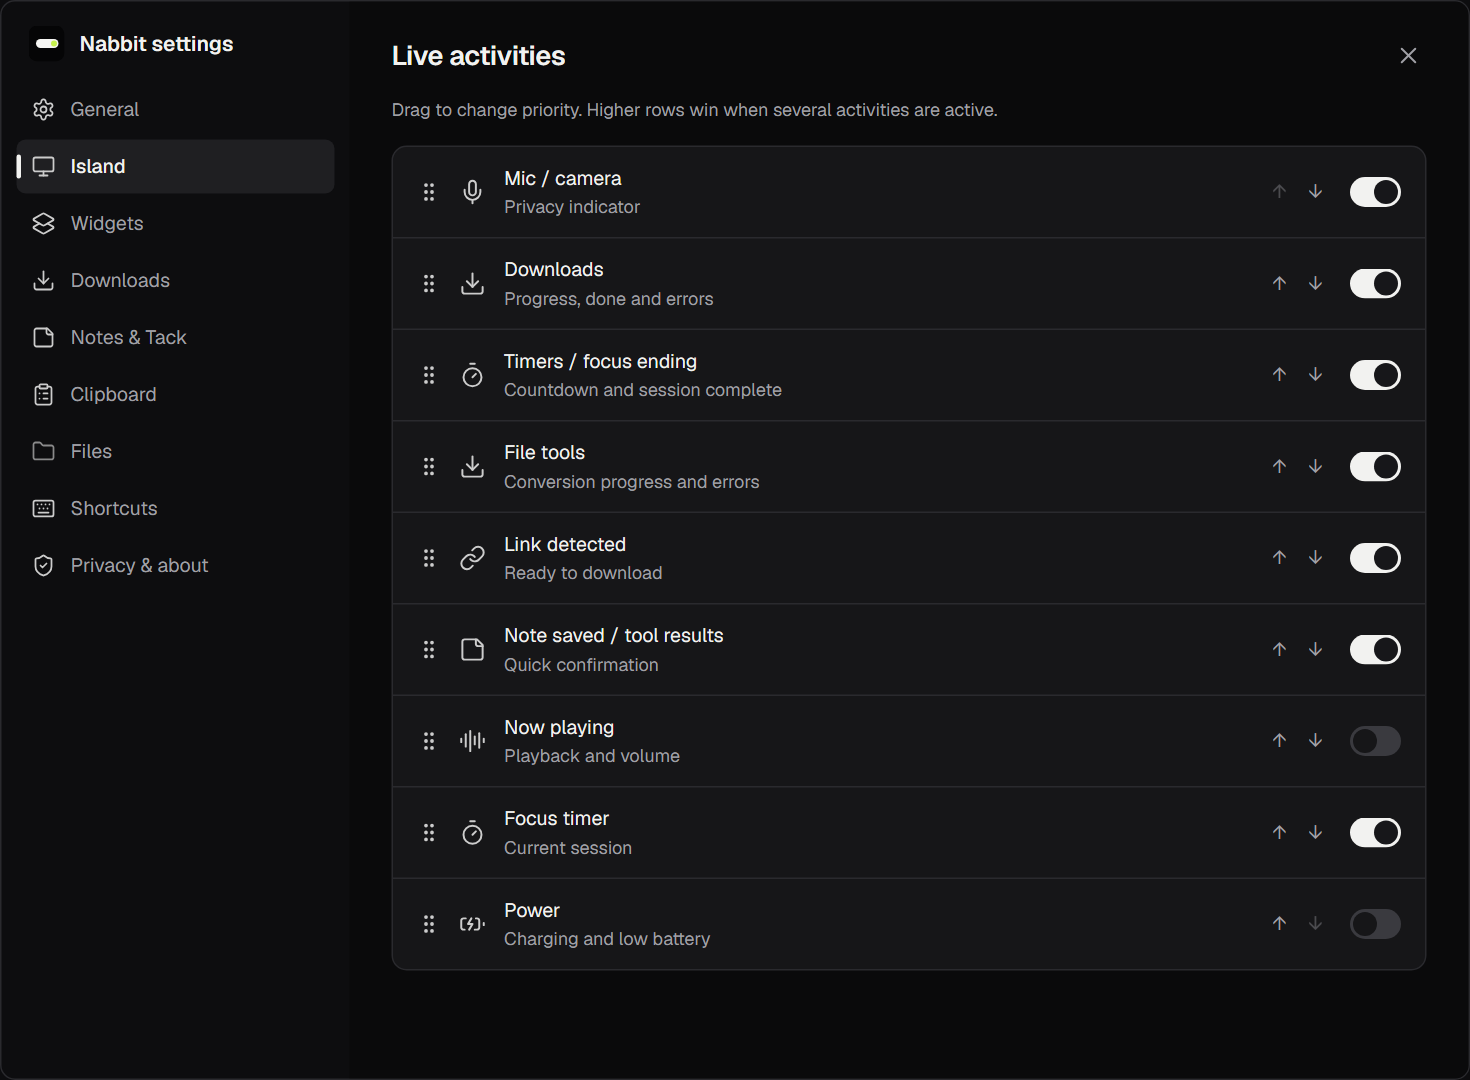 Nabbit settings
General
Island
Widgets
Downloads
Notes & Tack
Clipboard
Files
Shortcuts
Privacy & about
Live activities
Drag to change priority. Higher rows win when several activities are active.
Mic / camera
Privacy indicator
Downloads
Progress, done and errors
Timers / focus ending
Countdown and session complete
File tools
Conversion progress and errors
Link detected
Ready to download
Note saved / tool results
Quick confirmation
Now playing
Playback and volume
Focus timer
Current session
Power
Charging and low battery